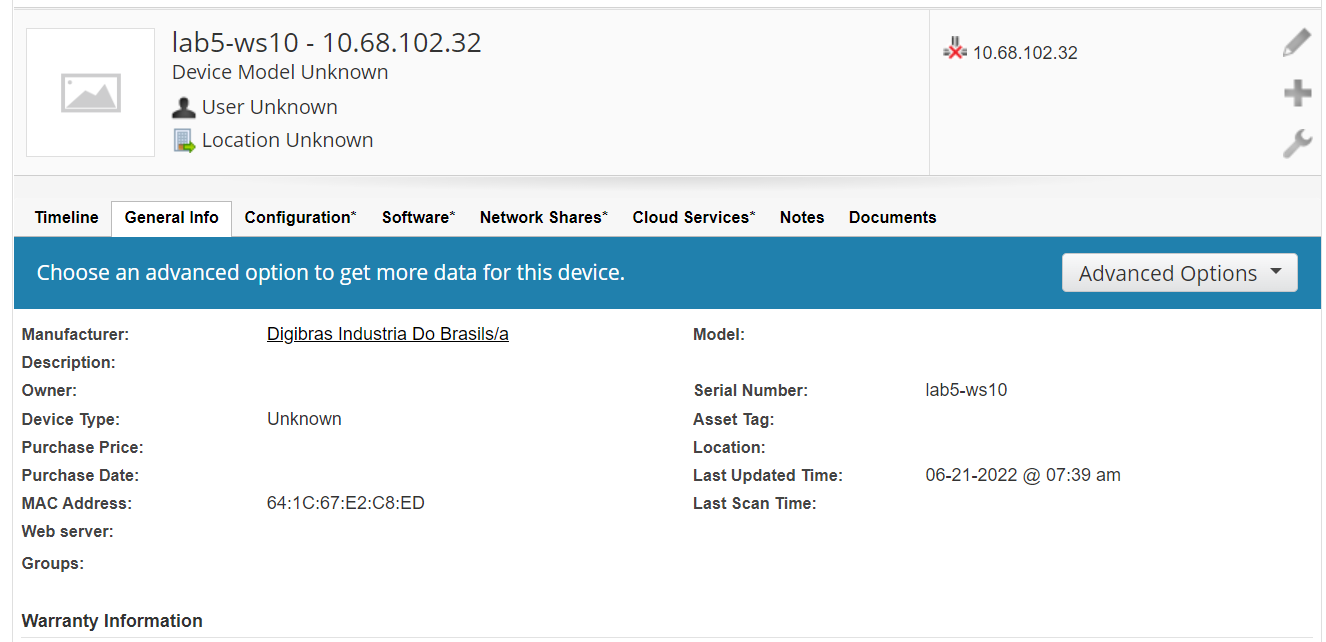 lab5-ws10 - 10.68.102.32
Device Model Unknown
User Unknown
Location Unknown
10.68.102.32
Timeline General Info Configuration* Software* Network Shares* Cloud Services* Notes Documents
Choose an advanced option to get more data for this device. Advanced Options
Manufacturer: Digibras Industria Do Brasils/a Model:
Description:
Owner: Serial Number: lab5-ws10
Device Type: Unknown Asset Tag:
Purchase Price: Location:
Purchase Date: Last Updated Time: 06-21-2022 @ 07:39 am
MAC Address: 64:1C:67:E2:C8:ED Last Scan Time:
Web server:
Groups:
Warranty Information